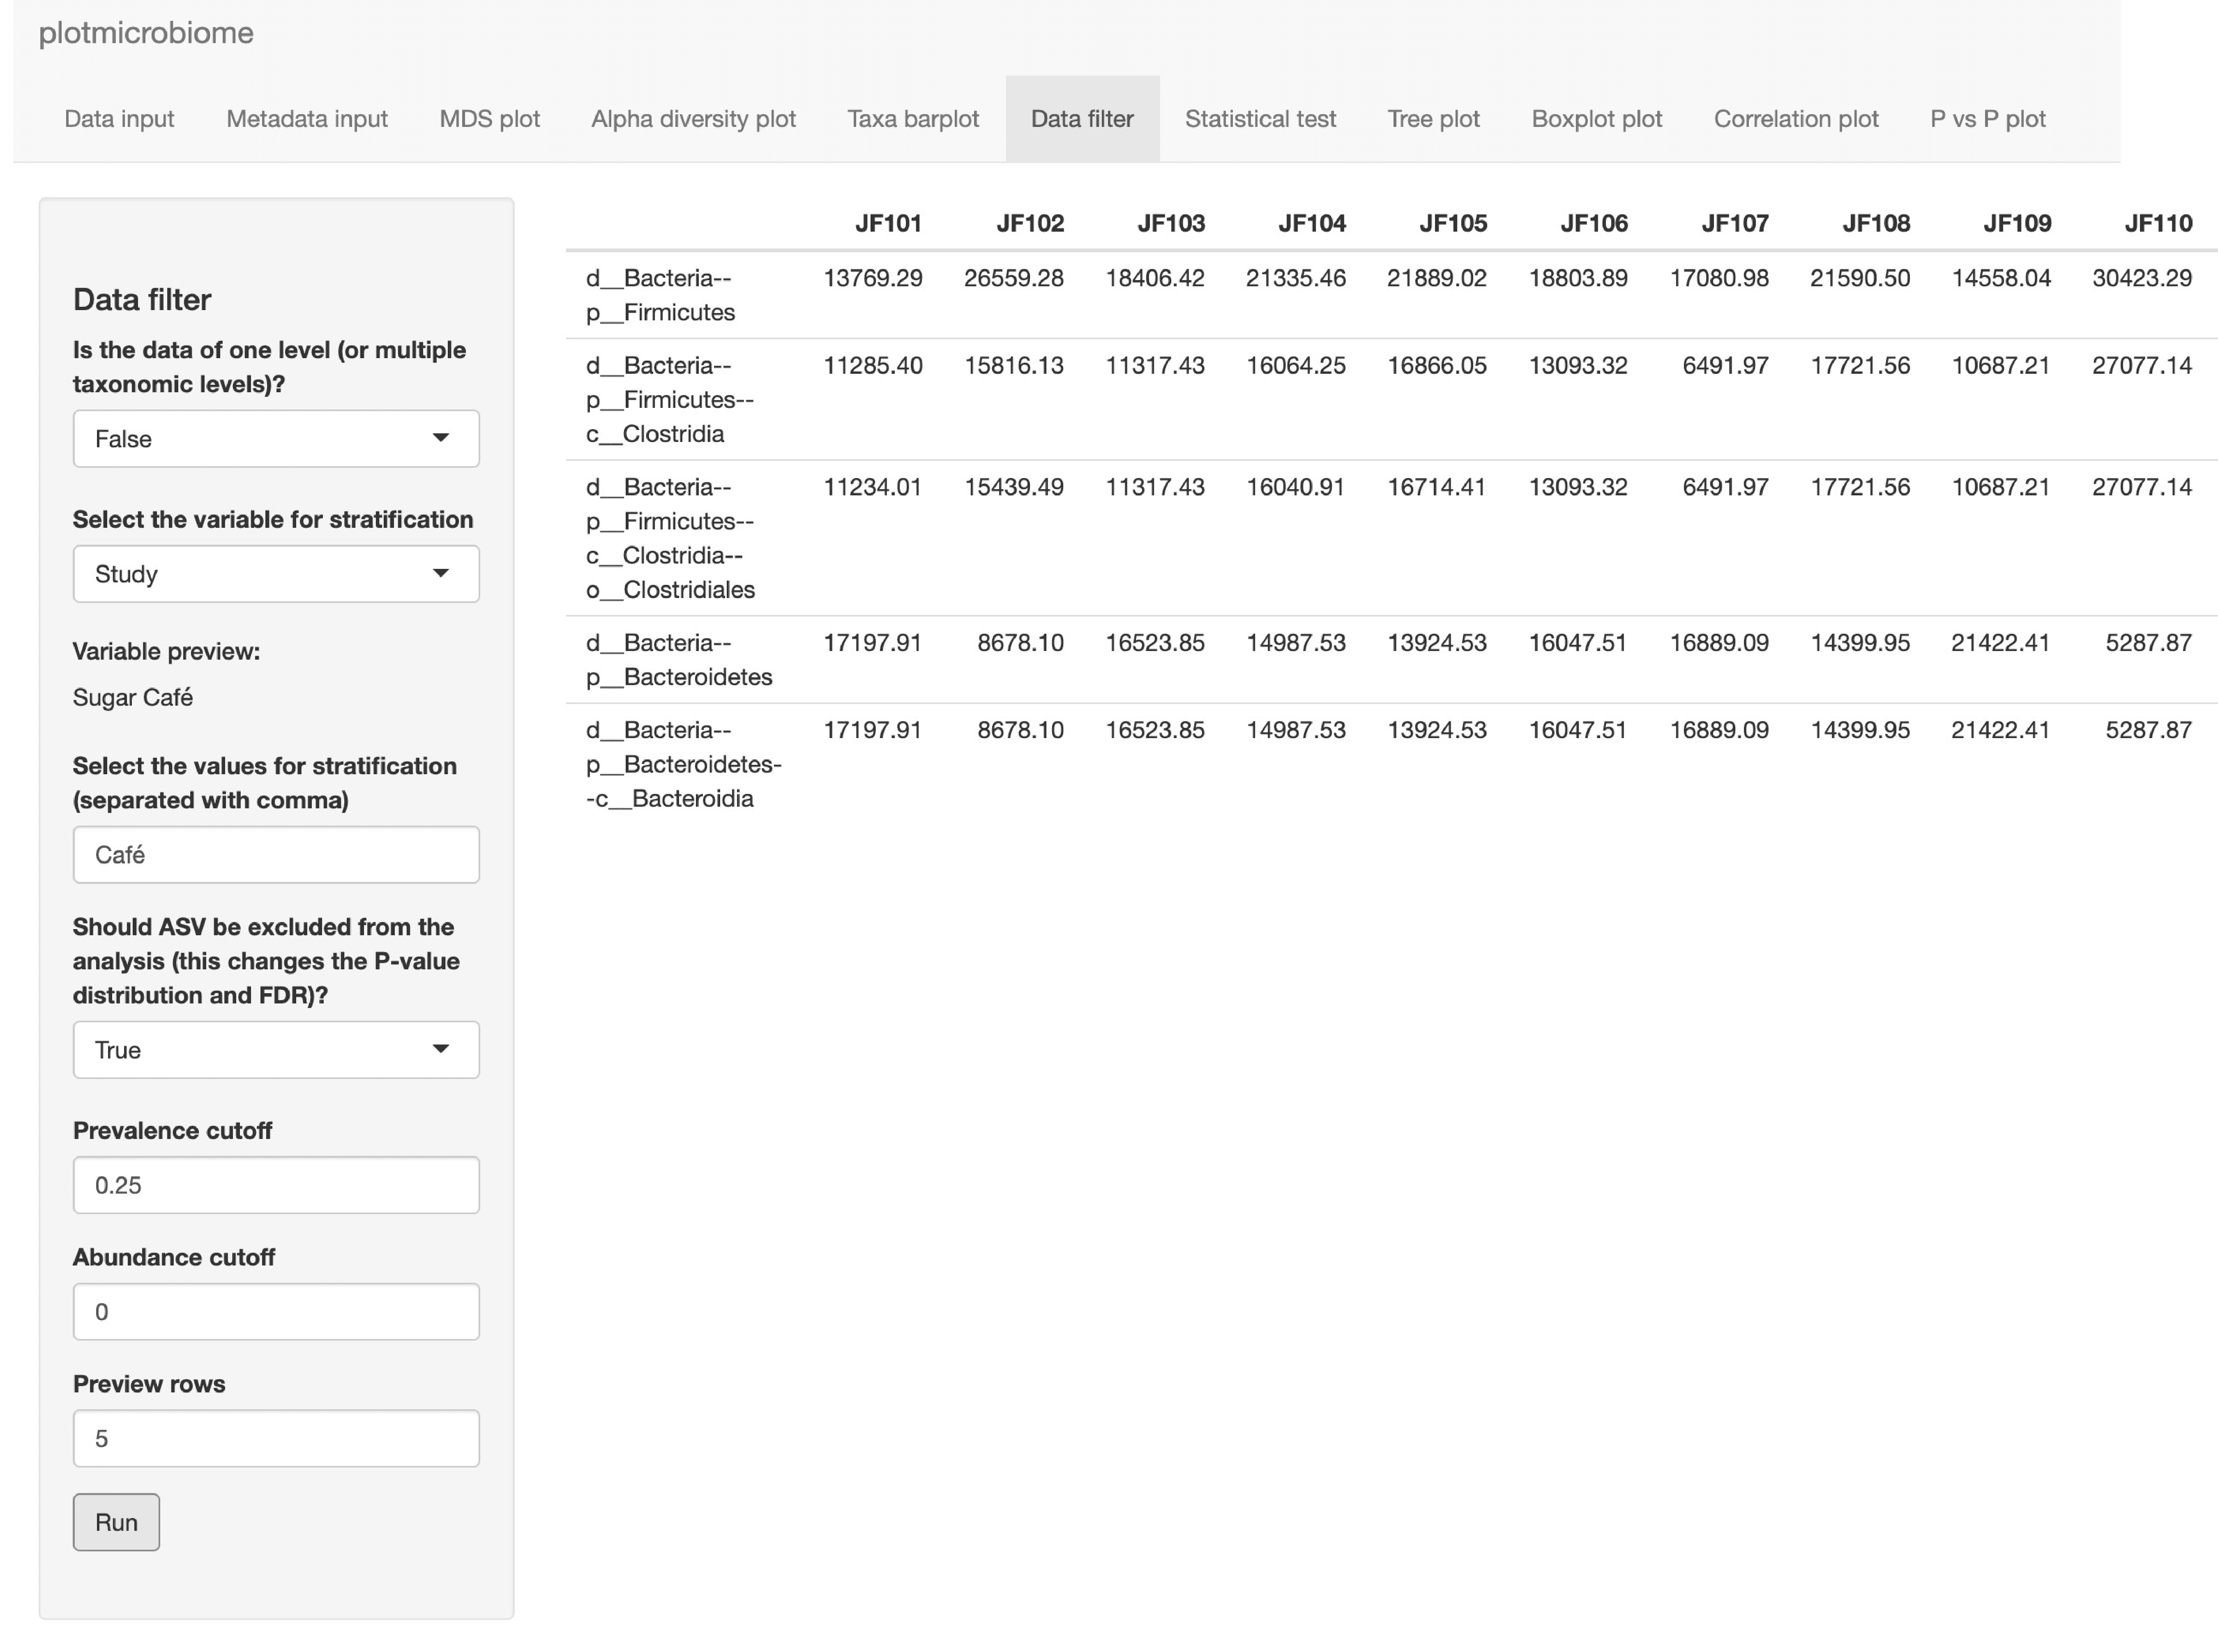 plotmicrobiome
Data input Metadata input MDS plot Alpha diversity plot Taxa barplot Data filter Statistical test Tree plot Boxplot plot Correlation plot P vs P plot
Data filter
Is the data of one level (or multiple
taxonomic levels)?
False
Select the variable for stratification
Study
Variable preview:
Sugar Café
Select the values for stratification
(separated with comma)
Café
Should ASV be excluded from the
analysis (this changes the P-value
distribution and FDR)?
True
Prevalence cutoff
0.25
Abundance cutoff
0
Preview rows
5
Run
JF101 JF102 JF103 JF104 JF105 JF106 JF107 JF108 JF109 JF110
d__Bacteria-- 13769.29 26559.28 18406.42 21335.46 21889.02 18803.89 17080.98 21590.50 14558.04 30423.29
p__Firmicutes
d__Bacteria-- 11285.40 15816.13 11317.43 16064.25 16866.05 13093.32 6491.97 17721.56 10687.21 27077.14
p__Firmicutes--
c__Clostridia
d__Bacteria-- 11234.01 15439.49 11317.43 16040.91 16714.41 13093.32 6491.97 17721.56 10687.21 27077.14
p__Firmicutes--
c__Clostridia--
o__Clostridiales
d__Bacteria-- 17197.91 8678.10 16523.85 14987.53 13924.53 16047.51 16889.09 14399.95 21422.41 5287.87
p__Bacteroidetes
d__Bacteria-- 17197.91 8678.10 16523.85 14987.53 13924.53 16047.51 16889.09 14399.95 21422.41 5287.87
p__Bacteroidetes-
-c__Bacteroidia